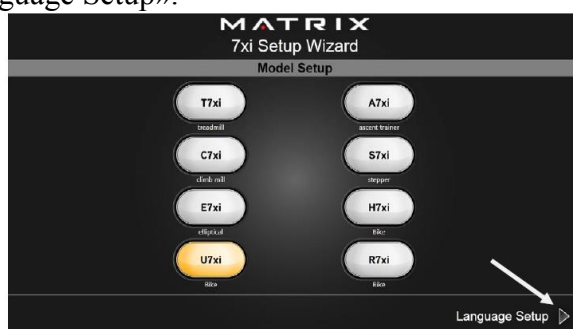 guage Setup».
MATRIX
7xi Setup Wizard
Model Setup
T7xi
treadmill
A7xi
ascent trainer
C7xi
climb mill
S7xi
stepper
E7xi
elliptical
H7xi
Bike
U7xi
Bike
R7xi
Bike
Language Setup